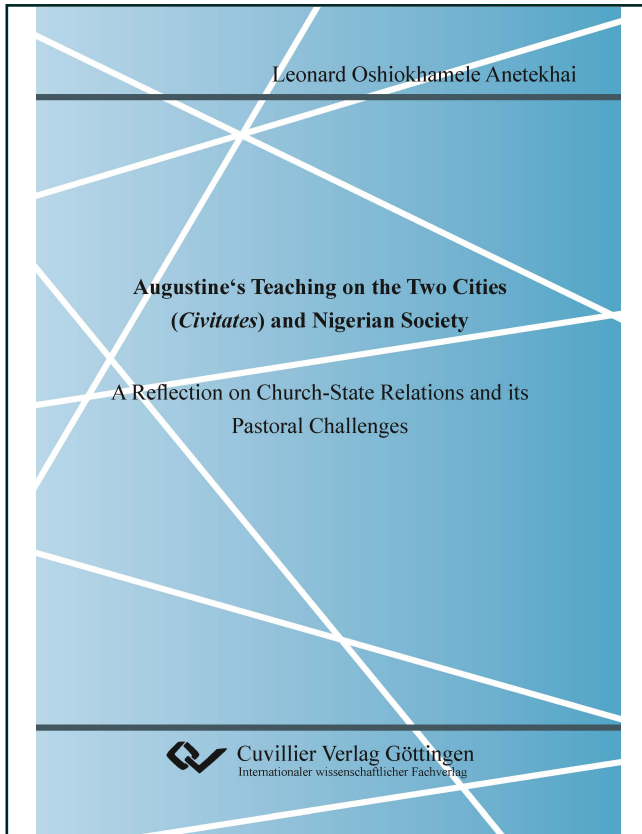 Leonard Oshiokhamele Anetekhai
Augustine‘s Teaching on the Two Cities
(Civitates) and Nigerian Society
A Reflection on Church-State Relations and its
Pastoral Challenges
Cuvillier Verlag Göttingen
Internationaler wissenschaftlicher Fachverlag